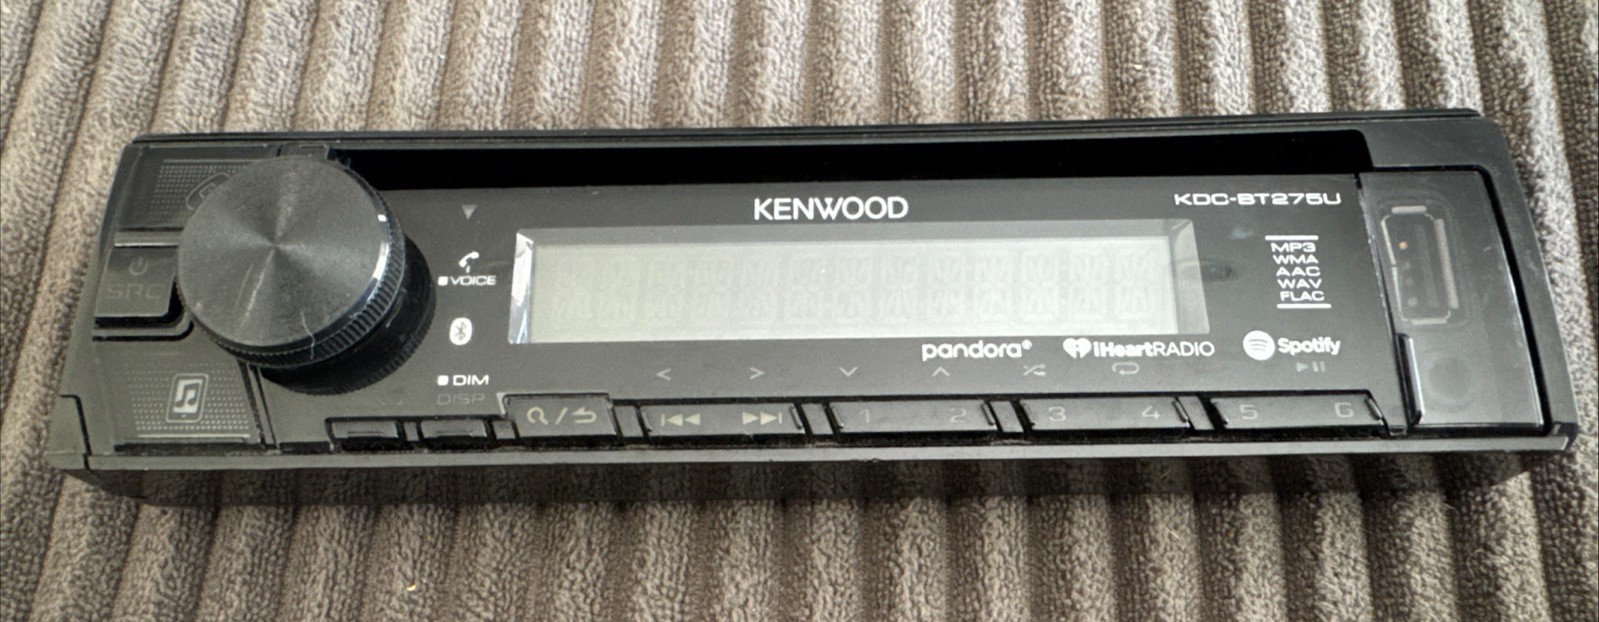 KENWOOD
KDC-BT275U
SRC
VOICE
MP3
WMA
AAC
WAV
FLAC
pandora®
iHeartRADIO
Spotify
DIM
DISP
1 2
3 4
5 6